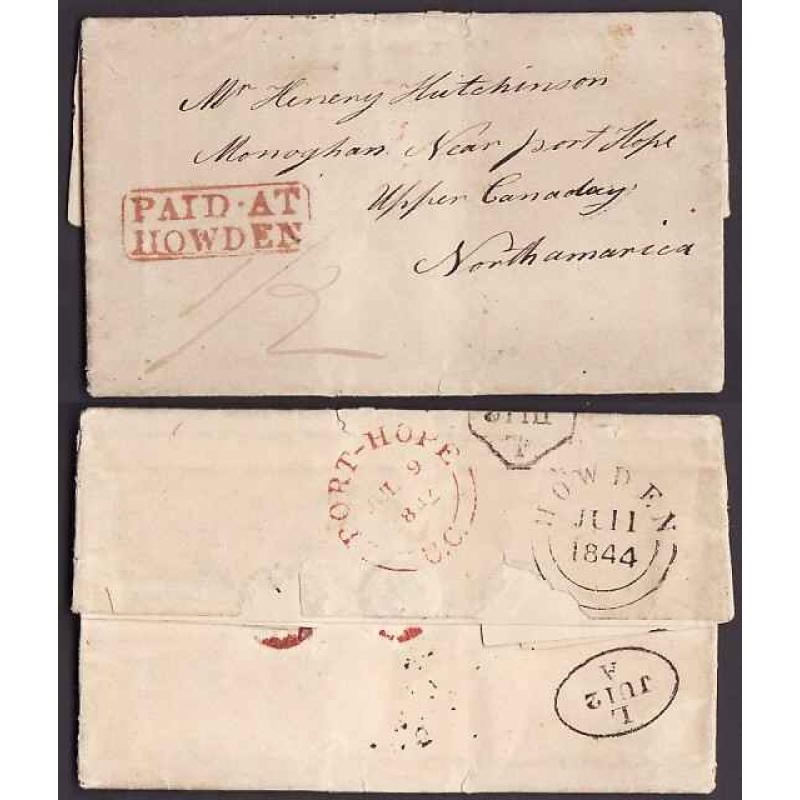 Mr Henery Hutchinson
Monoghan Near port Hope
Upper Canaday
Northamarica
PAID·AT
HOWDEN
1/2
PORT-HOPE
9
U.C.
L
HOWDEN
JU 11
1844
L
JU 12
A